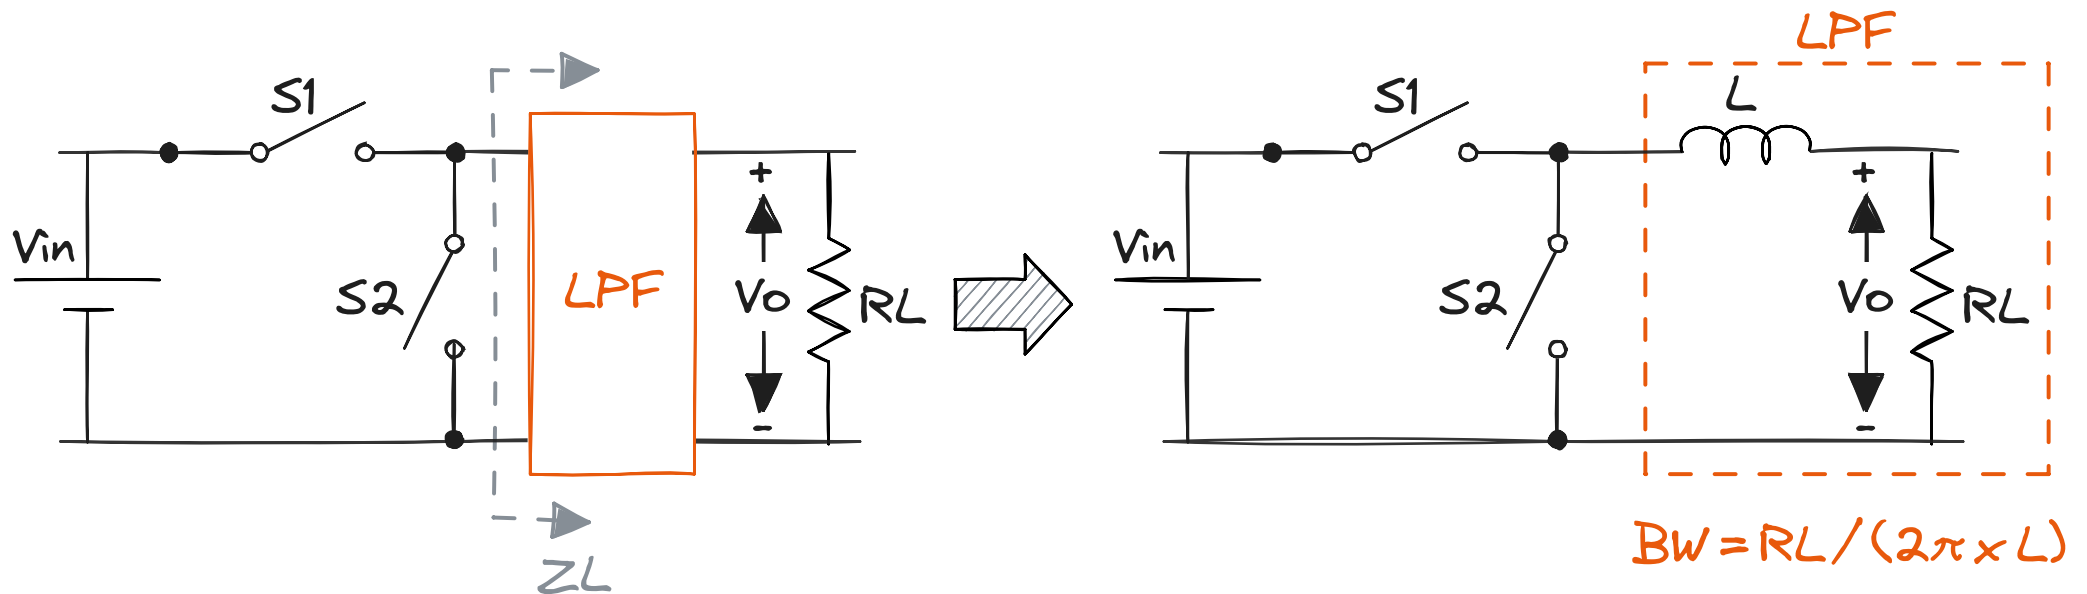 S1
Vin
S2
LPF
+
Vo
-
RL
ZL
LPF
S1
L
Vin
S2
+
Vo
-
RL
BW=RL/(2π×L)